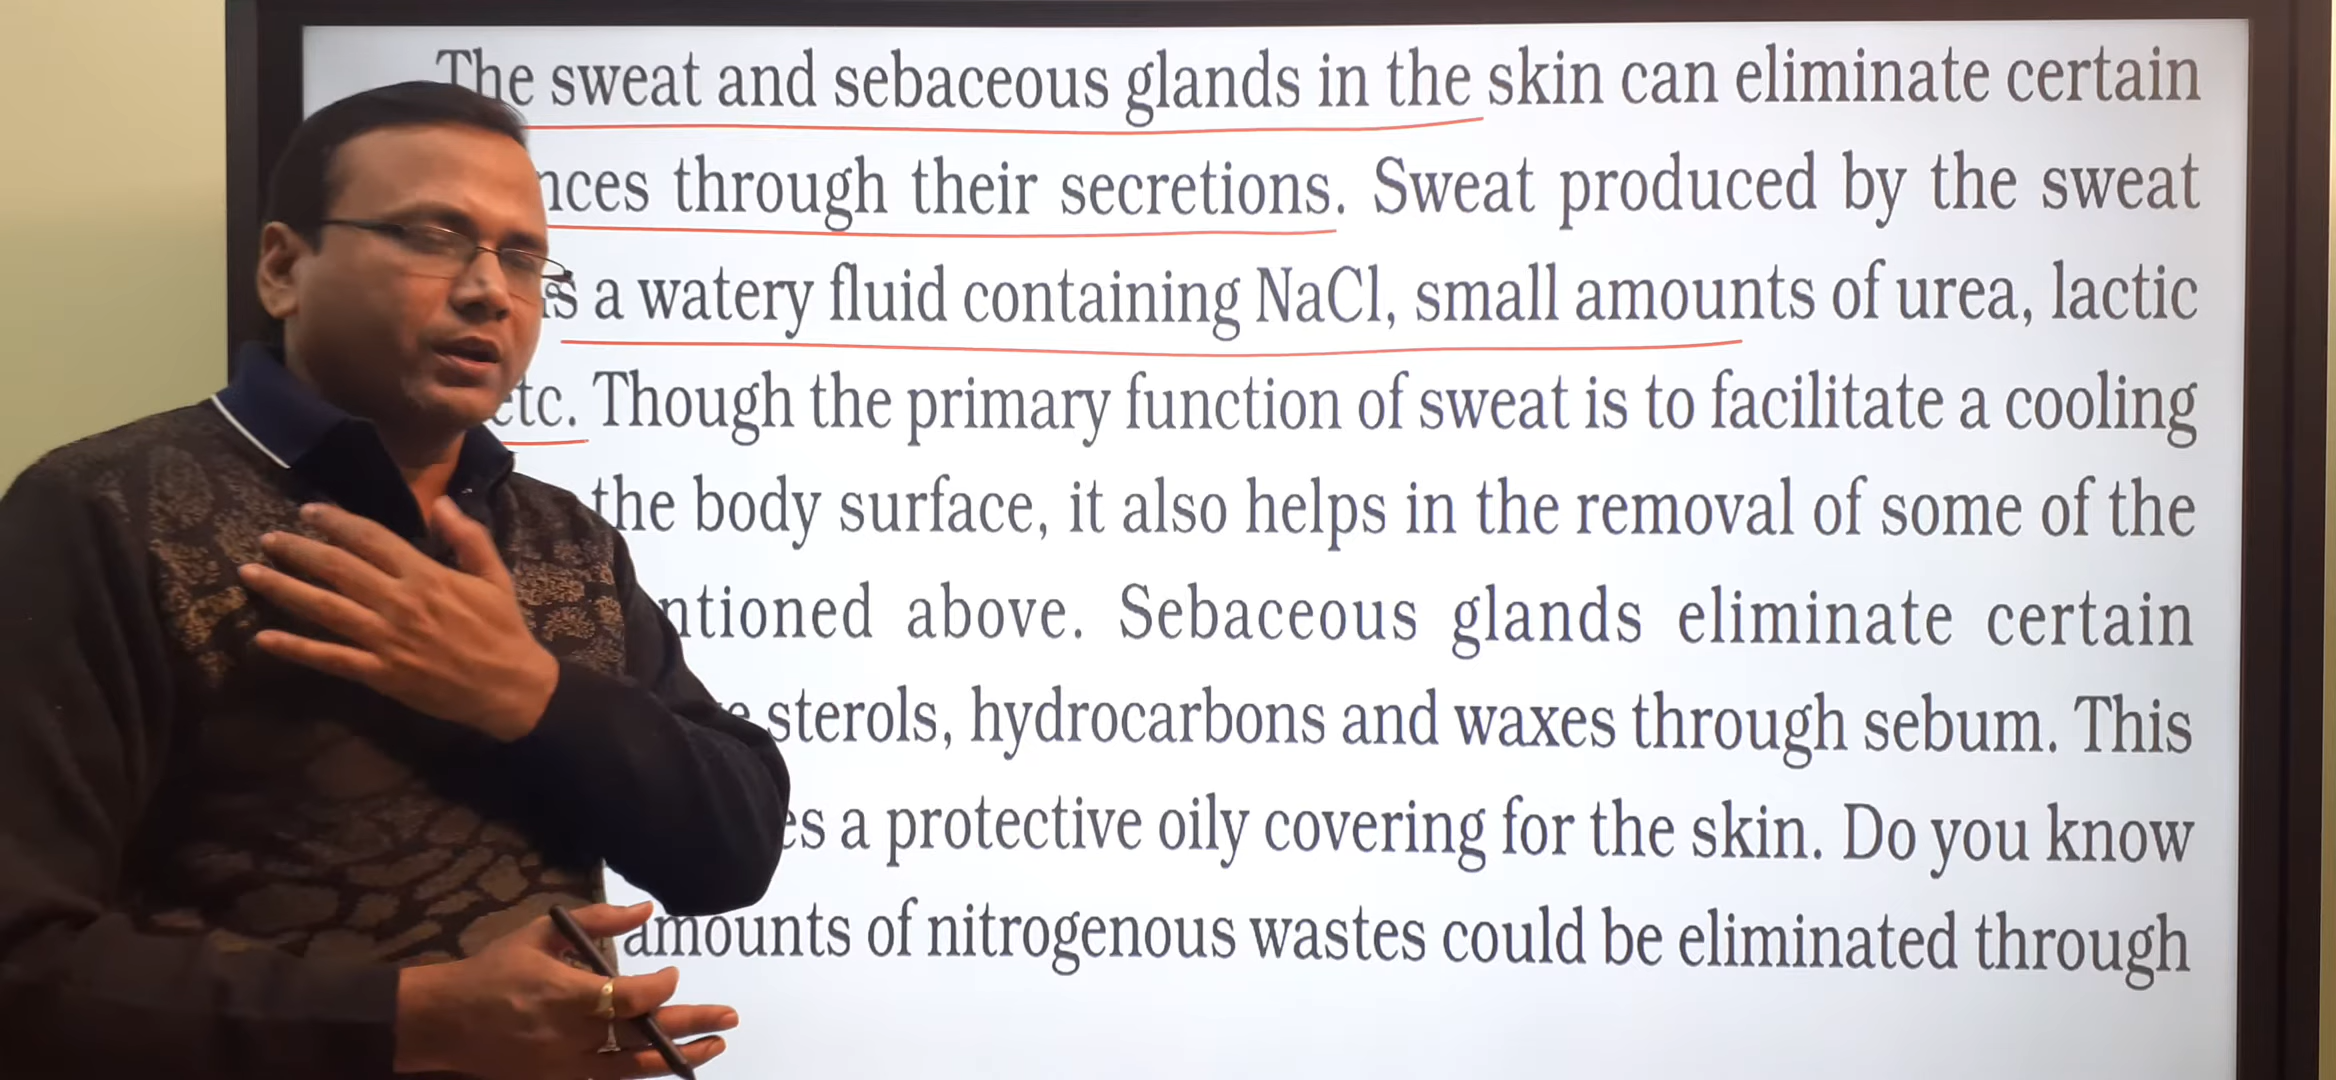 The sweat and sebaceous glands in the skin can eliminate certain
through their secretions. Sweat produced by the sweat
a watery fluid containing NaCl, small amounts of urea, lactic
etc. Though the primary function of sweat is to facilitate a cooling
the body surface, it also helps in the removal of some of the
above. Sebaceous glands eliminate certain
sterols, hydrocarbons and waxes through sebum. This
a protective oily covering for the skin. Do you know
amounts of nitrogenous wastes could be eliminated through